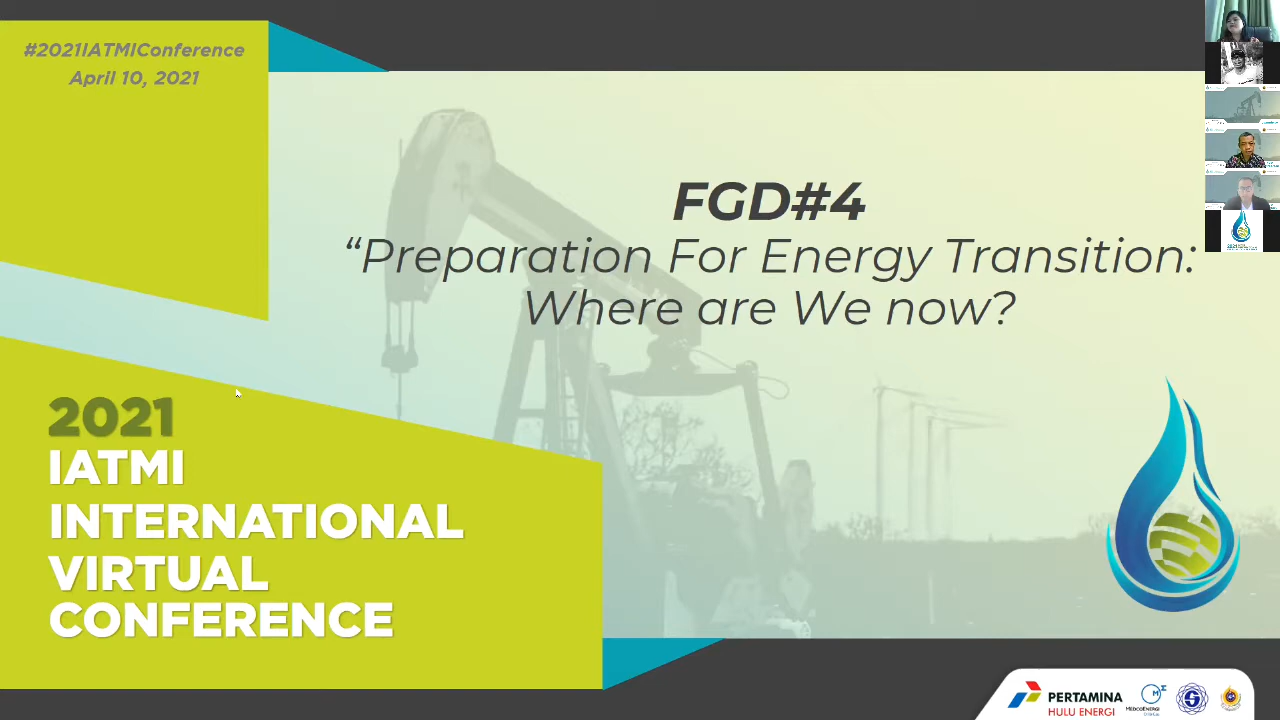 #2021IATMIConference
April 10, 2021
FGD#4
“Preparation For Energy Transition:
Where are We now?
2021
IATMI
INTERNATIONAL
VIRTUAL
CONFERENCE
PERTAMINA
HULU ENERGI
MEDCOENERGI